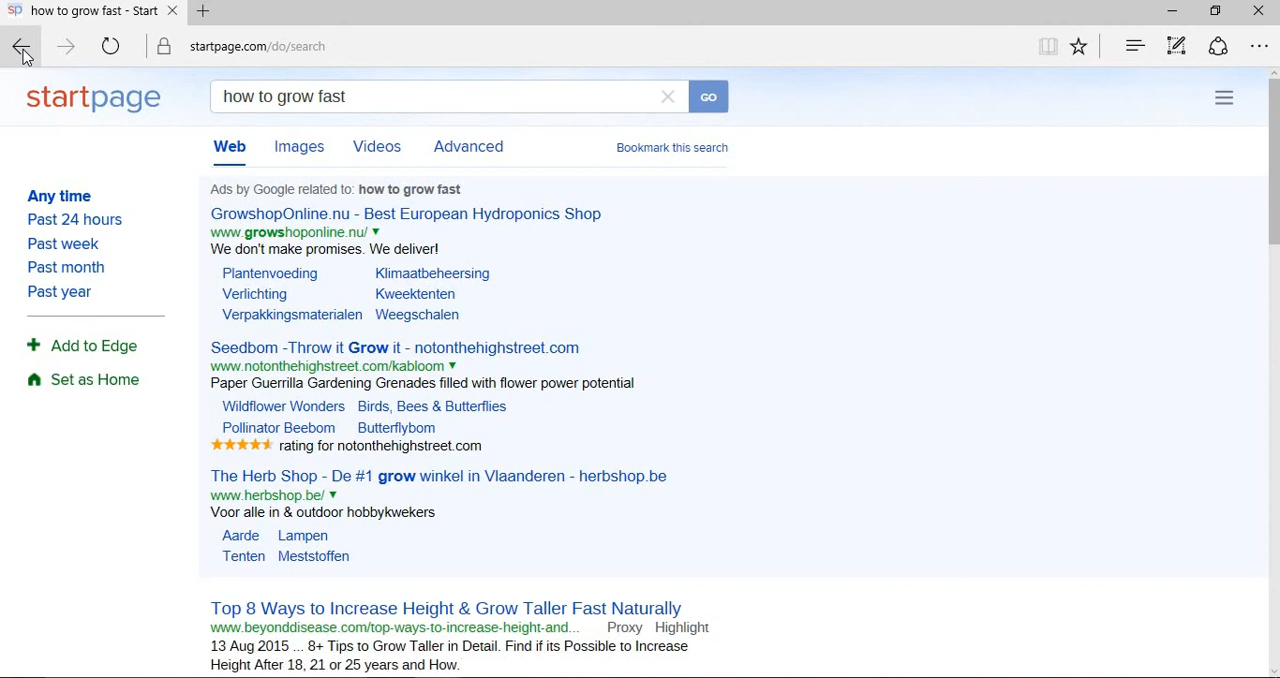 how to grow fast - Start
startpage.com/do/search
startpage
how to grow fast
GO
Web Images Videos Advanced Bookmark this search
Any time
Past 24 hours
Past week
Past month
Past year
Add to Edge
Set as Home
Ads by Google related to: how to grow fast
GrowshopOnline.nu - Best European Hydroponics Shop
www.growshoponline.nu/
We don't make promises. We deliver!
Plantenvoeding Klimaatbeheersing
Verlichting Kweektenten
Verpakkingsmaterialen Weegschalen
Seedbom -Throw it Grow it - notonthehighstreet.com
www.notonthehighstreet.com/kabloom
Paper Guerrilla Gardening Grenades filled with flower power potential
Wildflower Wonders Birds, Bees & Butterflies
Pollinator Beebom Butterflybom
rating for notonthehighstreet.com
The Herb Shop - De #1 grow winkel in Vlaanderen - herbshop.be
www.herbshop.be/
Voor alle in & outdoor hobbykwekers
Aarde Lampen
Tenten Meststoffen
Top 8 Ways to Increase Height & Grow Taller Fast Naturally
www.beyonddisease.com/top-ways-to-increase-height-and... Proxy Highlight
13 Aug 2015 ... 8+ Tips to Grow Taller in Detail. Find if its Possible to Increase
Height After 18, 21 or 25 years and How.